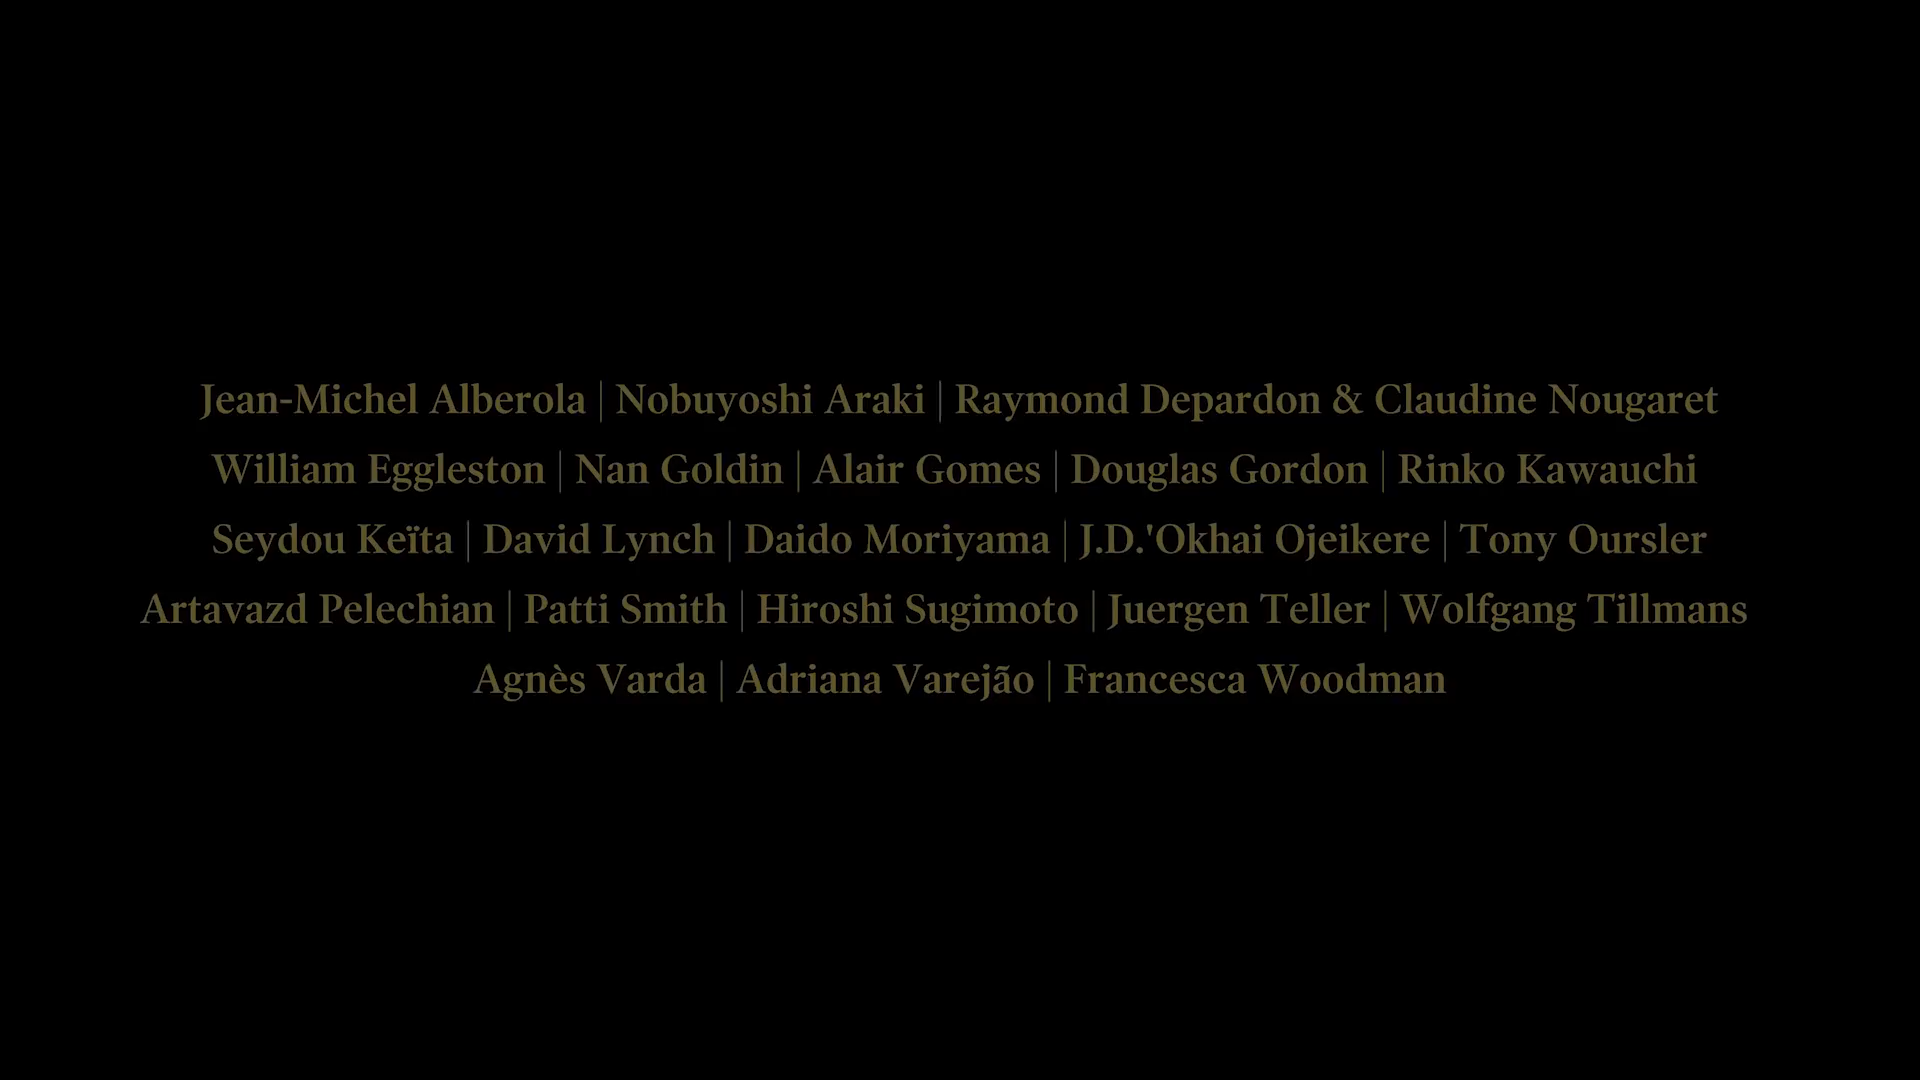 Jean-Michel Alberola | Nobuyoshi Araki | Raymond Depardon & Claudine Nougaret
William Eggleston | Nan Goldin | Alair Gomes | Douglas Gordon | Rinko Kawauchi
Seydou Keïta | David Lynch | Daido Moriyama | J.D.'Okhai Ojeikere | Tony Oursler
Artavazd Pelechian | Patti Smith | Hiroshi Sugimoto | Juergen Teller | Wolfgang Tillmans
Agnès Varda | Adriana Varejão | Francesca Woodman